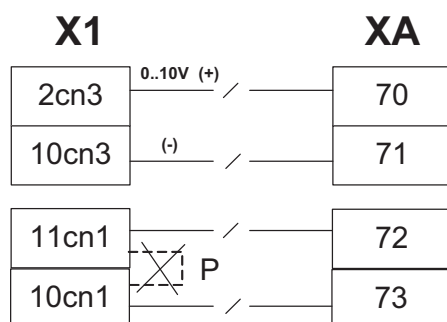 X1 XA
2cn3 0..10V (+) 70
10cn3 (-) 71
11cn1 72
P
10cn1 73